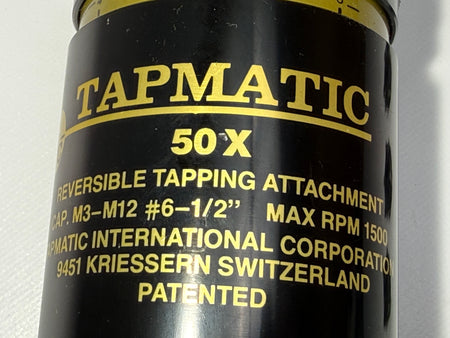 TAPMATIC
50 X
REVERSIBLE TAPPING ATTACHMENT
CAP. M3-M12 #6-1/2" MAX RPM 1500
TAPMATIC INTERNATIONAL CORPORATION
9451 KRIESSERN SWITZERLAND
PATENTED